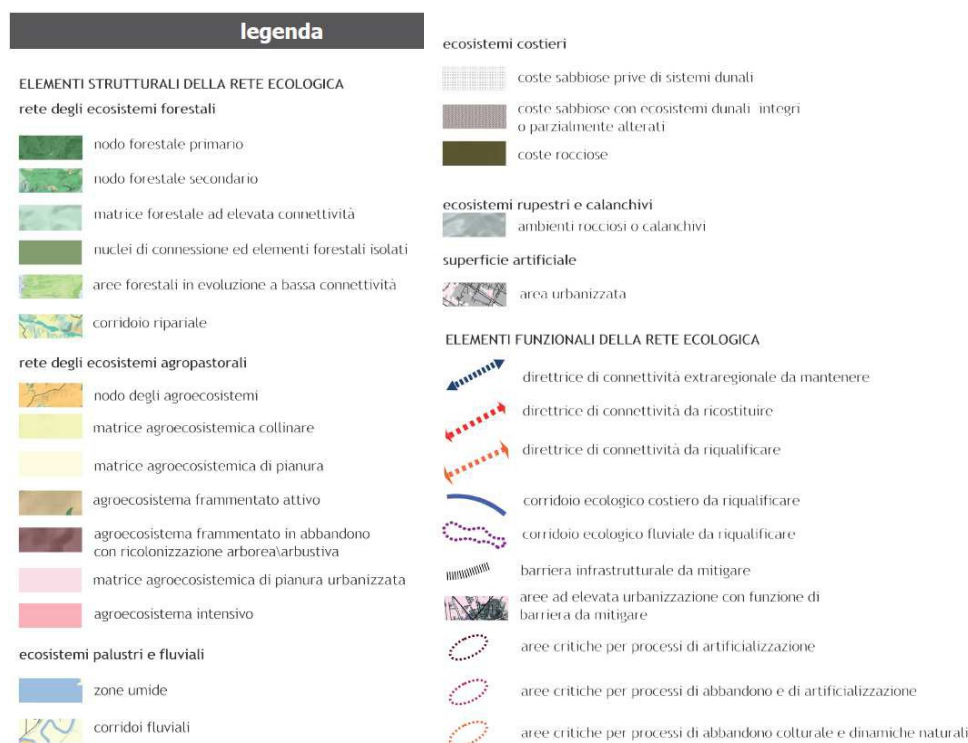 legenda
ELEMENTI STRUTTURALI DELLA RETE ECOLOGICA
rete degli ecosistemi forestali
nodo forestale primario
nodo forestale secondario
matrice forestale ad elevata connettività
nuclei di connessione ed elementi forestali isolati
aree forestali in evoluzione a bassa connettività
corridoio ripariale
rete degli ecosistemi agropastorali
nodo degli agroecosistemi
matrice agroecosistemica collinare
matrice agroecosistemica di pianura
agroecosistema frammentato attivo
agroecosistema frammentato in abbandono
con ricolonizzazione arborea\arbustiva
matrice agroecosistemica di pianura urbanizzata
agroecosistema intensivo
ecosistemi palustri e fluviali
zone umide
corridoi fluviali
ecosistemi costieri
coste sabbiose prive di sistemi dunali
coste sabbiose con ecosistemi dunali integri
o parzialmente alterati
coste rocciose
ecosistemi rupestri e calanchivi
ambienti rocciosi o calanchivi
superficie artificiale
area urbanizzata
ELEMENTI FUNZIONALI DELLA RETE ECOLOGICA
direttrice di connettività extraregionale da mantenere
direttrice di connettività da ricostituire
direttrice di connettività da riqualificare
corridoio ecologico costiero da riqualificare
corridoio ecologico fluviale da riqualificare
barriera infrastrutturale da mitigare
aree ad elevata urbanizzazione con funzione di
barriera da mitigare
aree critiche per processi di artificializzazione
aree critiche per processi di abbandono e di artificializzazione
aree critiche per processi di abbandono colturale e dinamiche naturali